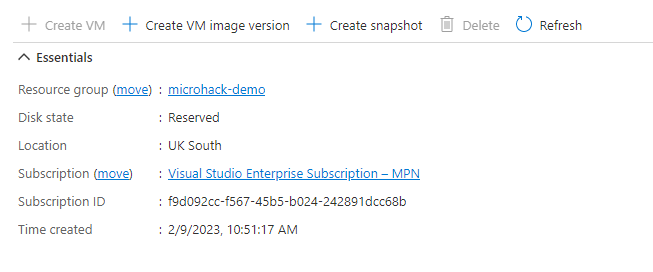 Create VM Create VM image version Create snapshot Delete Refresh
Essentials
Resource group (move) : microhack-demo
Disk state : Reserved
Location : UK South
Subscription (move) : Visual Studio Enterprise Subscription – MPN
Subscription ID : f9d092cc-f567-45b5-b024-242891dcc68b
Time created : 2/9/2023, 10:51:17 AM